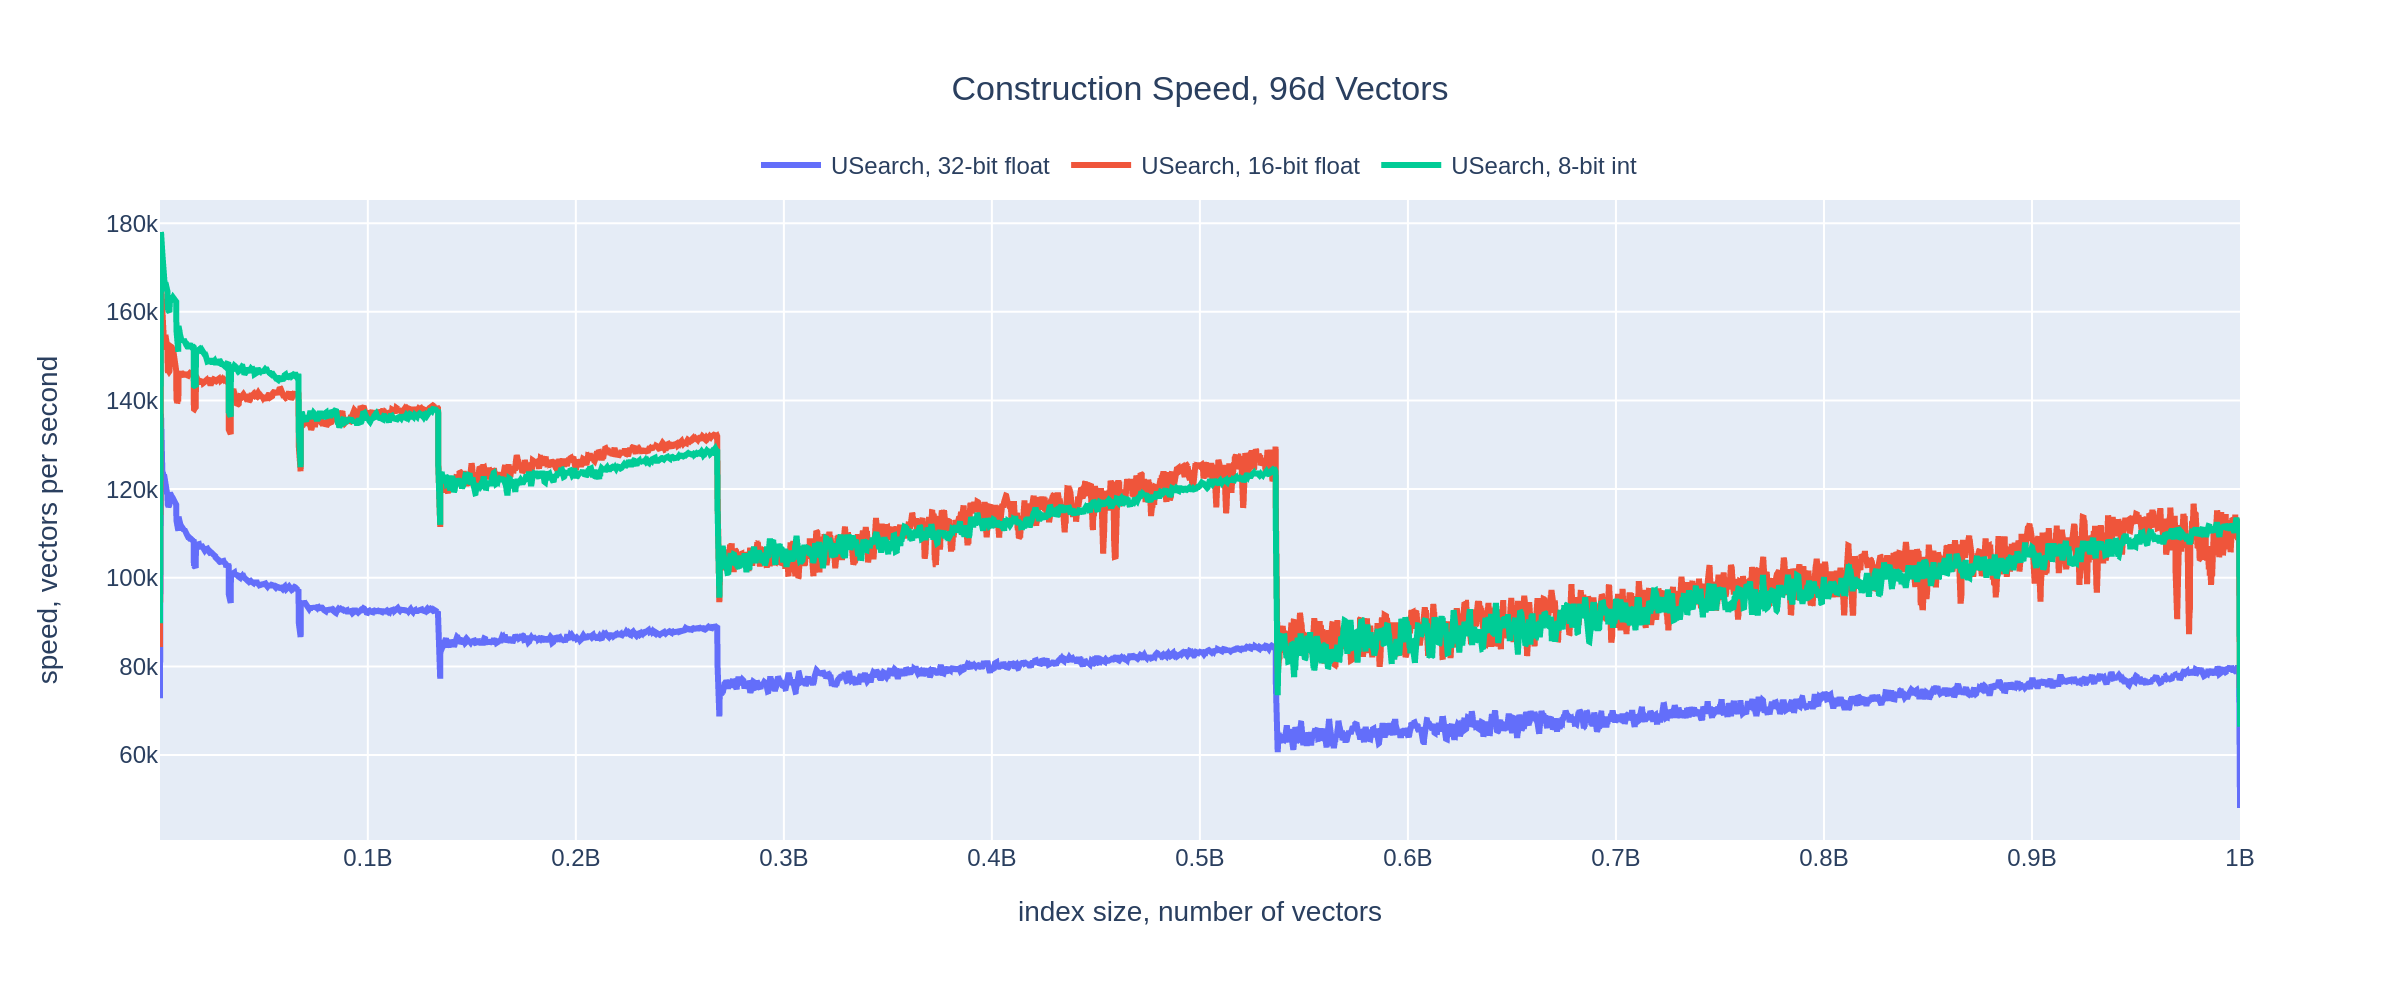 Construction Speed, 96d Vectors
USearch, 32-bit float USearch, 16-bit float USearch, 8-bit int
speed, vectors per second
180k
160k
140k
120k
100k
80k
60k
0.1B 0.2B 0.3B 0.4B 0.5B 0.6B 0.7B 0.8B 0.9B 1B
index size, number of vectors